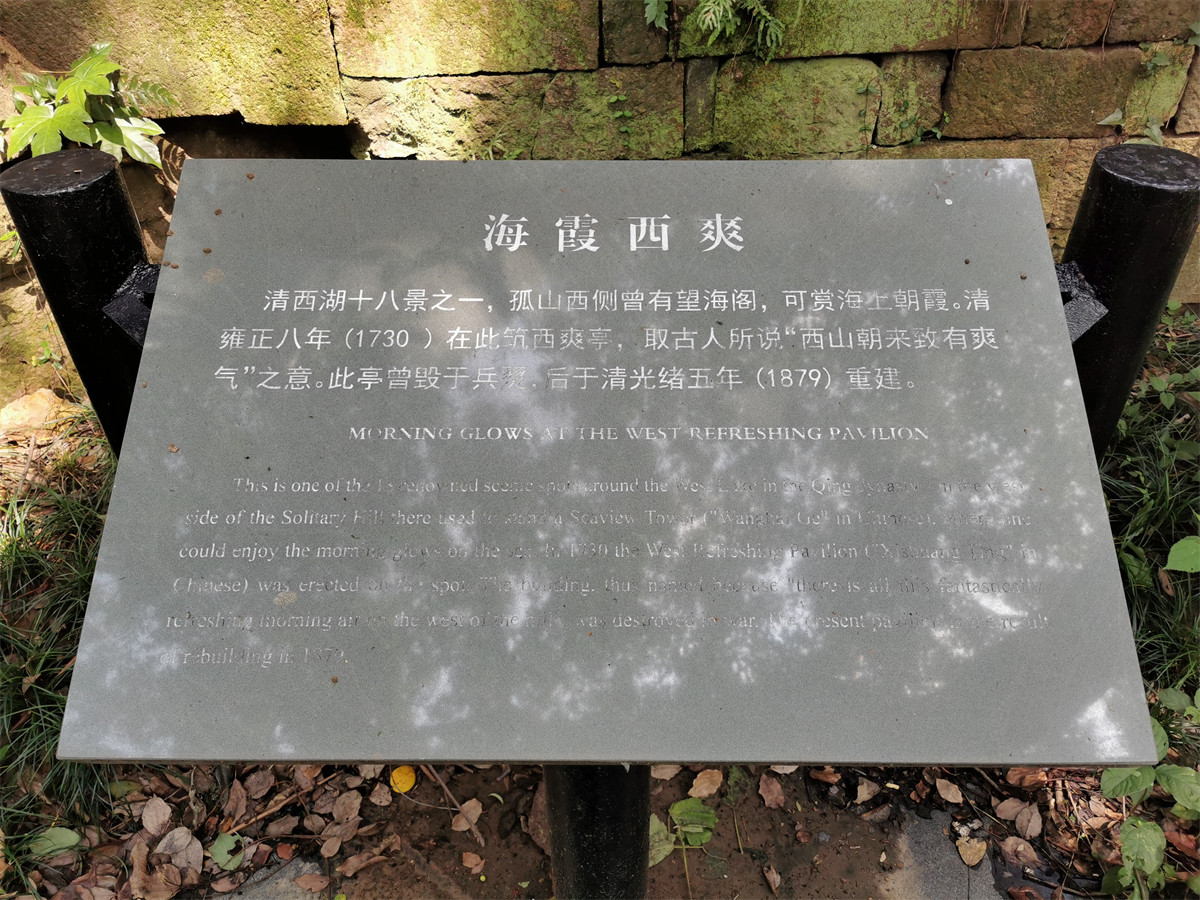 海霞西爽
清西湖十八景之一，孤山西侧曾有望海阁，可赏海上朝霞。清
雍正八年（1730 ）在此筑西爽亭，取古人所说“西山朝来致有爽
气”之意。此亭曾毁于兵燹，后于清光绪五年（1879）重建。
MORNING GLOWS AT THE WEST REFRESHING PAVILION
This is one of the 18 renowned scenic spots around the West Lake in the Qing dynasty. On the west
side of the Solitary Hill there used to stand a Seaview Tower ("Wanghai Ge" in Chinese), where one
could enjoy the morning glows on the sea. In 1730 the West Refreshing Pavilion ("Xishuang Ting" in
Chinese) was erected on the spot. The building, thus named because "there is all this fantastically
refreshing morning air on the west of the hills", was destroyed in war. The present pavilion is the result
of rebuilding in 1879.